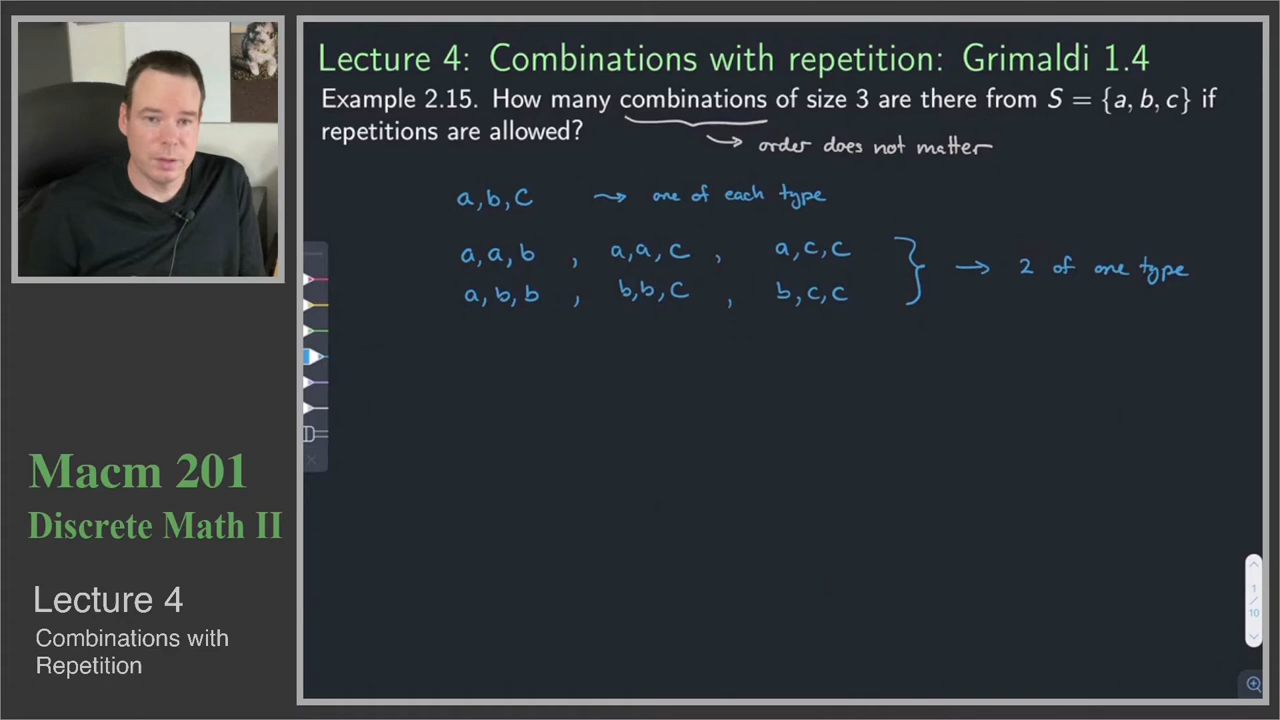 Lecture 4: Combinations with repetition: Grimaldi 1.4
Example 2.15. How many combinations of size 3 are there from S = {a, b, c} if
repetitions are allowed?
→ order does not matter
a,b,c → one of each type
a,a,b , a,a,c , a,c,c
a,b,b , b,b,c , b,c,c
} → 2 of one type
Macm 201
Discrete Math II
Lecture 4
Combinations with
Repetition
1
/
10